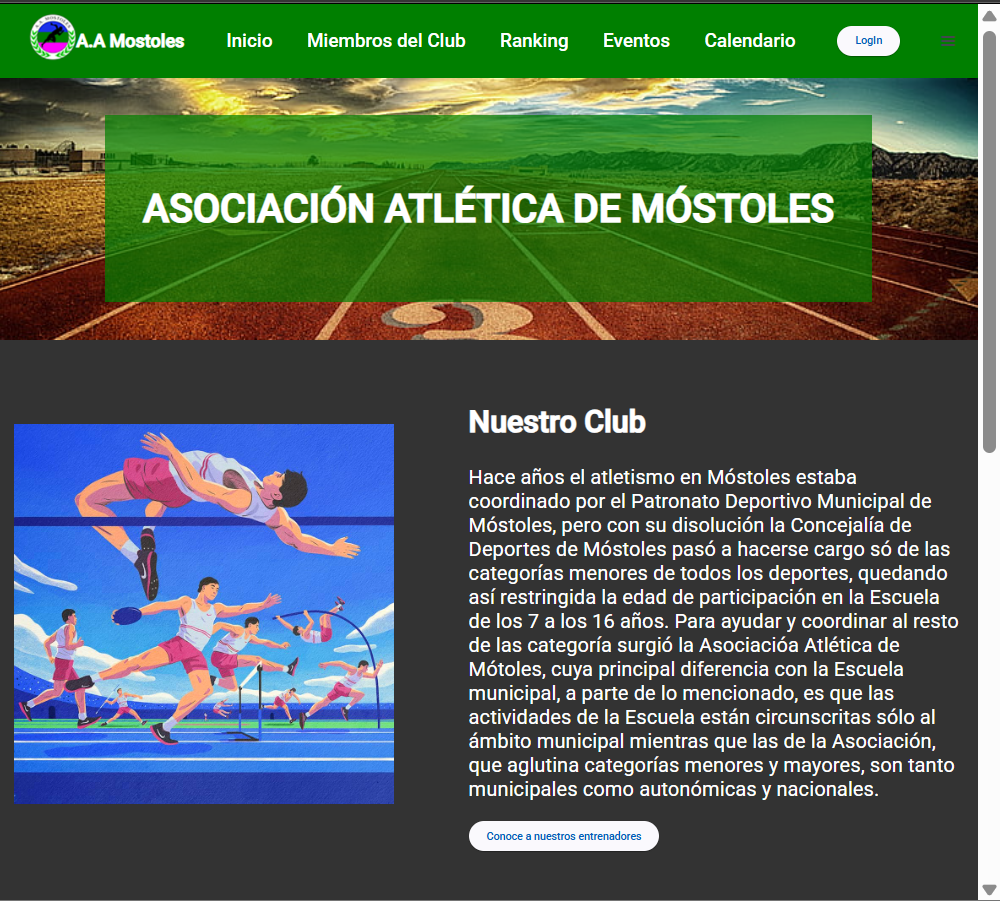 A.A Mostoles
Inicio
Miembros del Club
Ranking
Eventos
Calendario
LogIn
ASOCIACIÓN ATLÉTICA DE MÓSTOLES
Nuestro Club
Hace años el atletismo en Móstoles estaba
coordinado por el Patronato Deportivo Municipal de
Móstoles, pero con su disolución la Concejalía de
Deportes de Móstoles pasó a hacerse cargo só de las
categorías menores de todos los deportes, quedando
así restringida la edad de participación en la Escuela
de los 7 a los 16 años. Para ayudar y coordinar al resto
de las categoría surgió la Asociacióa Atlética de
Mótoles, cuya principal diferencia con la Escuela
municipal, a parte de lo mencionado, es que las
actividades de la Escuela están circunscritas sólo al
ámbito municipal mientras que las de la Asociación,
que aglutina categorías menores y mayores, son tanto
municipales como autonómicas y nacionales.
Conoce a nuestros entrenadores